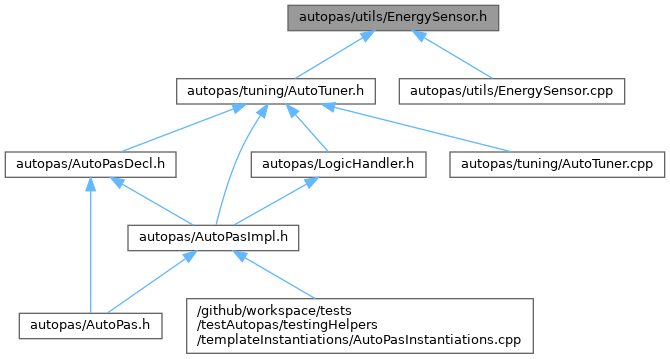 autopas/utils/EnergySensor.h
autopas/tuning/AutoTuner.h
autopas/utils/EnergySensor.cpp
autopas/AutoPasDecl.h
autopas/LogicHandler.h
autopas/tuning/AutoTuner.cpp
autopas/AutoPasImpl.h
autopas/AutoPas.h
/github/workspace/tests
/testAutopas/testingHelpers
/templateInstantiations/AutoPasInstantiations.cpp